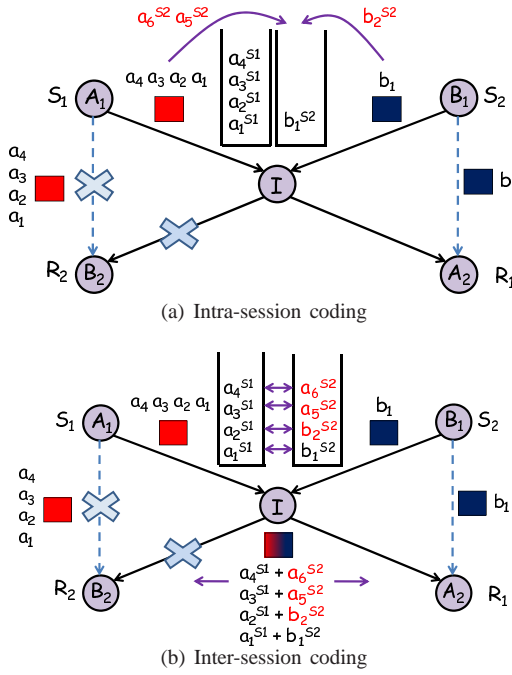 a₆ˢ² a₅ˢ² b₂ˢ²
S₁ A₁ a₄ a₃ a₂ a₁ a₄ˢ¹ b₁ B₁ S₂
a₃ˢ¹
a₂ˢ¹
a₁ˢ¹ b₁ˢ²
a₄
a₃
a₂
a₁
b
I
R₂ B₂ A₂ R₁
(a) Intra-session coding
S₁ A₁ a₄ a₃ a₂ a₁ a₄ˢ¹ a₆ˢ² b₁ B₁ S₂
a₃ˢ¹ a₅ˢ²
a₂ˢ¹ b₂ˢ²
a₁ˢ¹ b₁ˢ²
a₄
a₃
a₂
a₁
b₁
I
R₂ B₂ A₂ R₁
a₄ˢ¹ + a₆ˢ²
a₃ˢ¹ + a₅ˢ²
a₂ˢ¹ + b₂ˢ²
a₁ˢ¹ + b₁ˢ²
(b) Inter-session coding